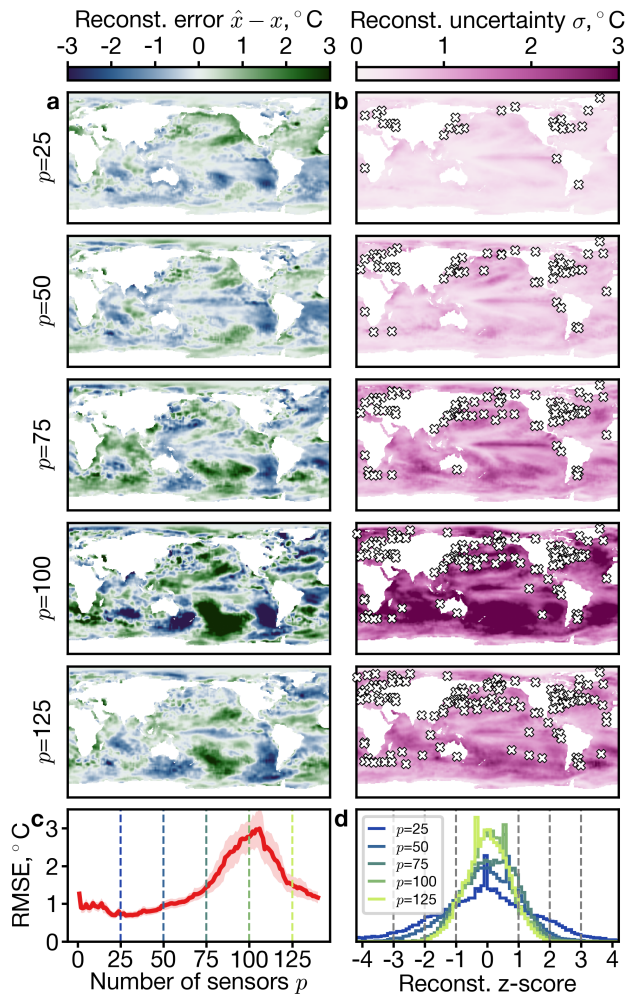 Reconst. error x̂ − x, °C
Reconst. uncertainty σ, °C
-3 -2 -1 0 1 2 3
0 1 2 3
a
b
p=25
p=50
p=75
p=100
p=125
c
RMSE, °C
3
2
1
0
0 25 50 75 100 125
Number of sensors p
d
p=25
p=50
p=75
p=100
p=125
-4 -3 -2 -1 0 1 2 3 4
Reconst. z-score